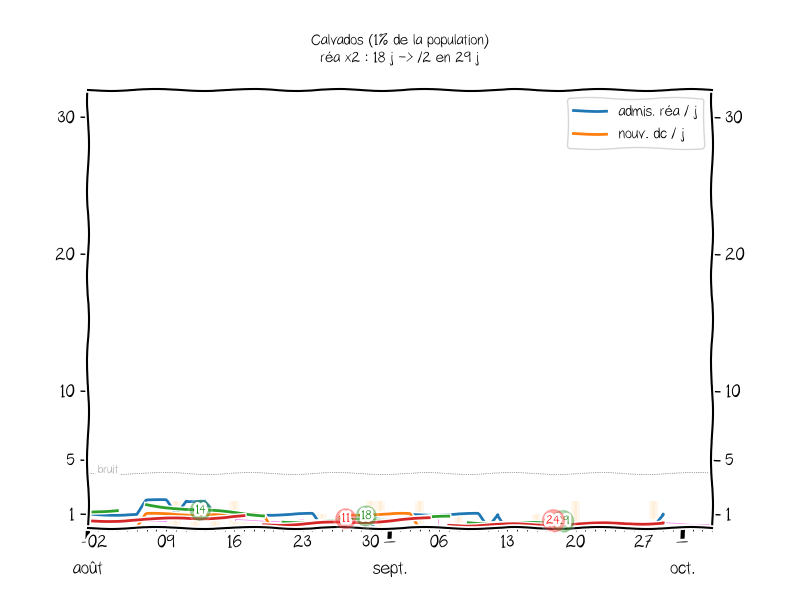 Calvados (1% de la population)
réa x2 : 18 j -> /2 en 29 j
admis. réa / j
nouv. dc / j
30
30
20
20
10
10
5
5
bruit
1
1
14
11
18
24
02
09
16
23
30
06
13
20
27
août
sept.
oct.